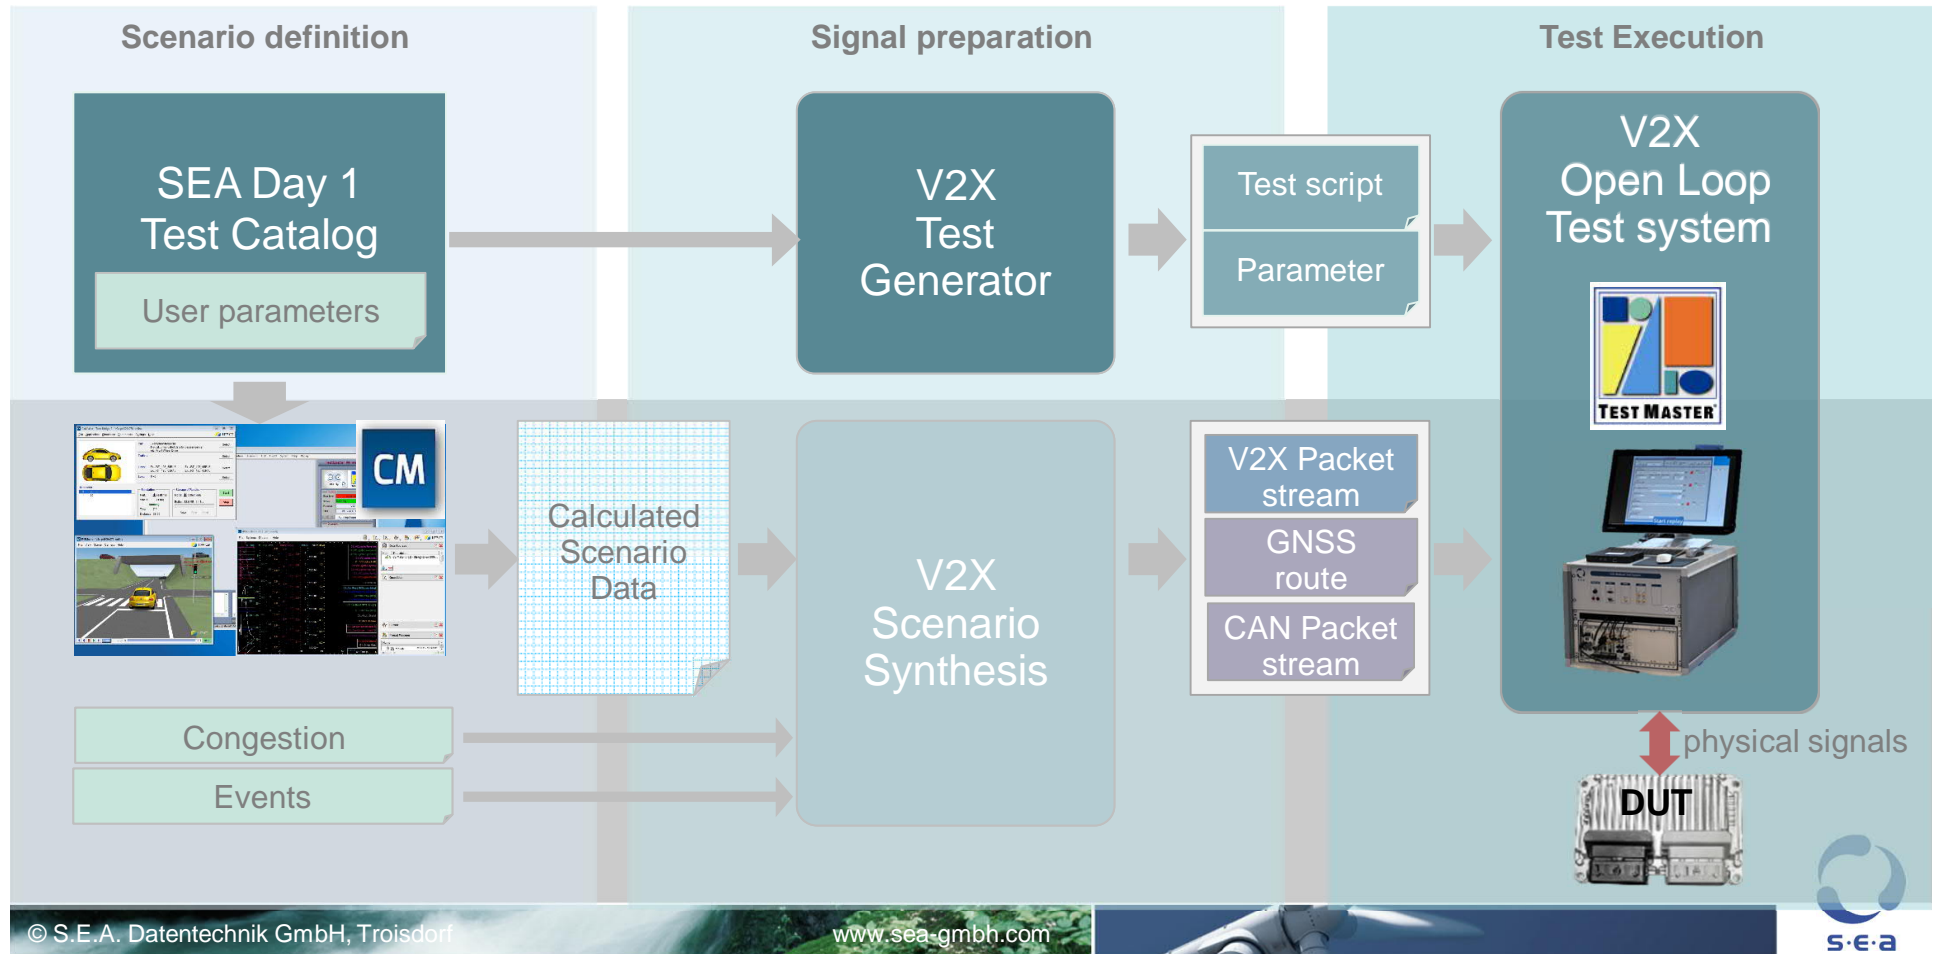 Scenario definition
Signal preparation
Test Execution
SEA Day 1
Test Catalog
User parameters
V2X
Test
Generator
Test script
Parameter
V2X
Open Loop
Test system
TEST MASTER
CM
Calculated
Scenario
Data
V2X
Scenario
Synthesis
V2X Packet
stream
GNSS
route
CAN Packet
stream
Congestion
Events
physical signals
DUT
© S.E.A. Datentechnik GmbH, Troisdorf
www.sea-gmbh.com
s·e·a